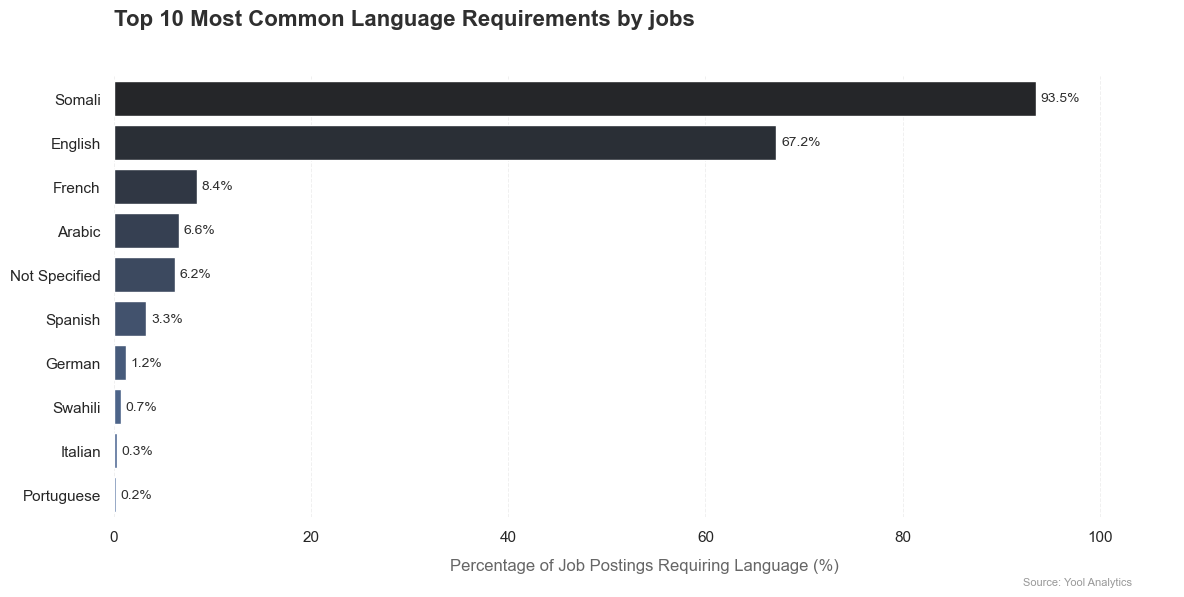 Top 10 Most Common Language Requirements by jobs
Somali 93.5%
English 67.2%
French 8.4%
Arabic 6.6%
Not Specified 6.2%
Spanish 3.3%
German 1.2%
Swahili 0.7%
Italian 0.3%
Portuguese 0.2%
0 20 40 60 80 100
Percentage of Job Postings Requiring Language (%)
Source: Yool Analytics